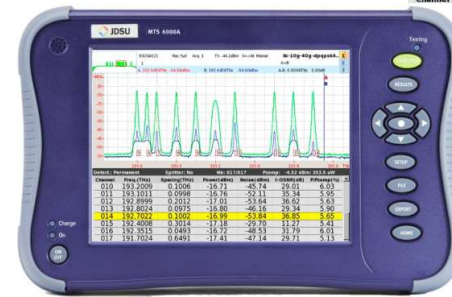 Channel
JDSU MTS 6000A
Testing
RESULTS
SETUP
FILE
EXPORT
HOME
Charge
On
ON
OFF
Detect.: Permanent Splitter: No Nb: 017/017 Pcomp: -4.52 dBm/ 353.5 uW
Channel Freq.(THz) Spacing(THz) Power(dBm) Noise(dBm) I-OSNR(dB) P/Pcomp(%)
010 193.2009 0.1006 -16.71 -45.74 29.01 6.03
011 193.1011 0.0998 -16.76 -52.11 35.34 5.95
012 192.8999 0.2012 -17.01 -53.64 36.62 5.63
013 192.8024 0.0975 -16.80 -46.16 29.34 5.90
014 192.7022 0.1002 -16.99 -53.84 36.85 5.65
015 192.4008 0.3014 -17.18 -29.70 11.27 5.41
016 192.3515 0.0493 -16.72 -48.53 31.79 6.01
017 191.7024 0.6491 -17.41 -47.14 29.71 5.13